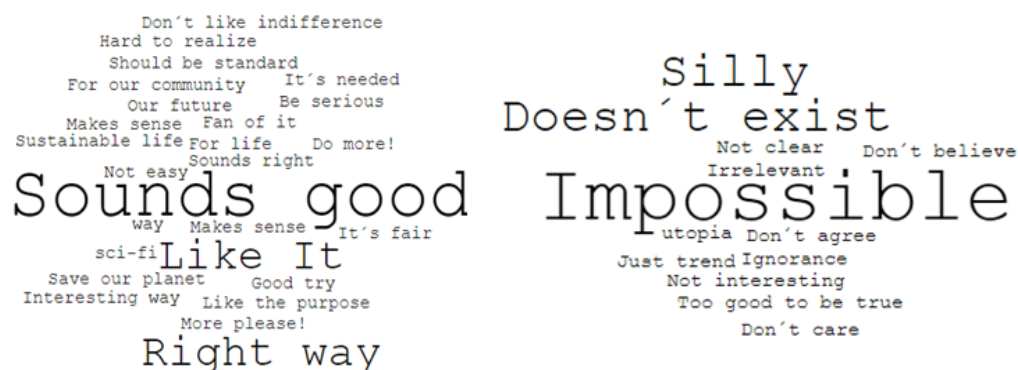 Don´t like indifference
Hard to realize
Should be standard
For our community
It´s needed
Our future
Be serious
Makes sense
Fan of it
Sustainable life
For life
Do more!
Sounds right
Not easy
Sounds good
way
Makes sense
It´s fair
sci-fi
Like It
Save our planet
Good try
Interesting way
Like the purpose
More please!
Right way
Silly
Doesn´t exist
Not clear
Don´t believe
Irrelevant
Impossible
utopia
Don´t agree
Just trend
Ignorance
Not interesting
Too good to be true
Don´t care